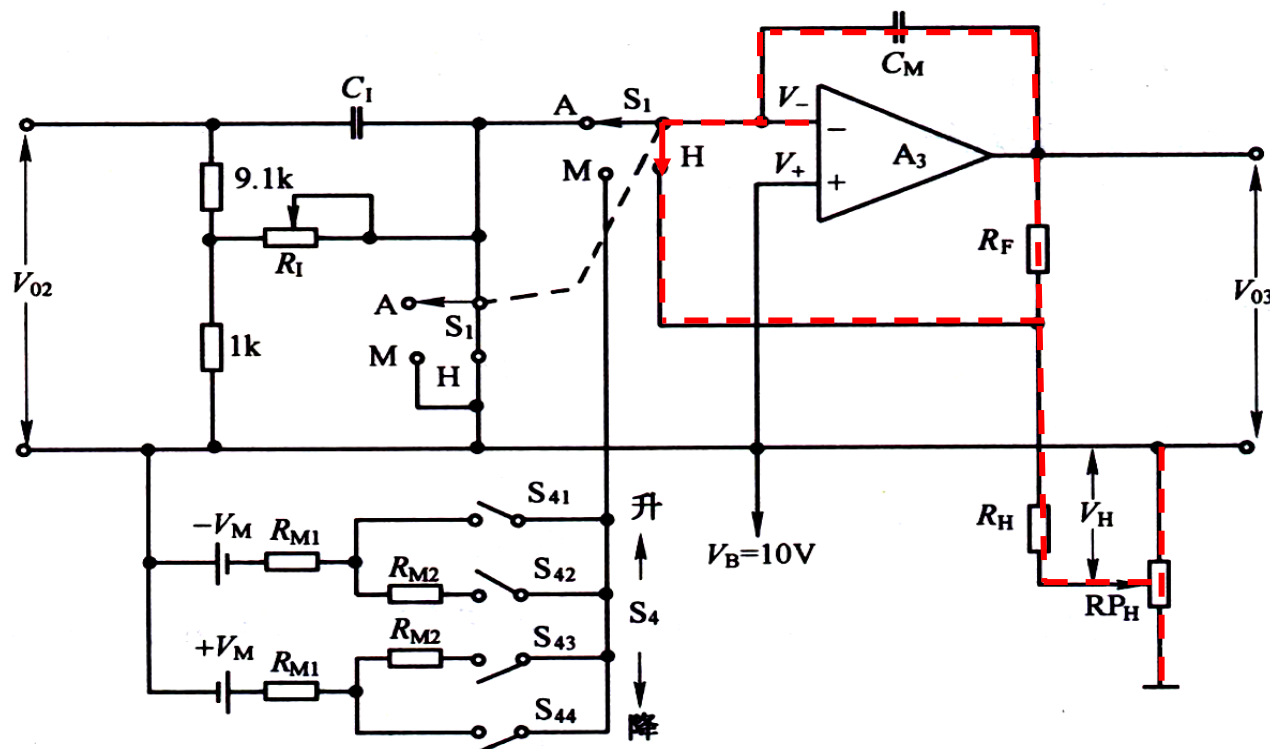 C_M
C_I
A
S_1
V_-
−
H
A_3
V_+
+
M
9.1k
R_I
R_F
V_02
V_03
A
S_1
1k
M
H
S_41
升
−V_M
R_M1
R_H
V_H
V_B=10V
R_M2
S_42
S_4
RP_H
+V_M
R_M1
R_M2
S_43
S_44
降